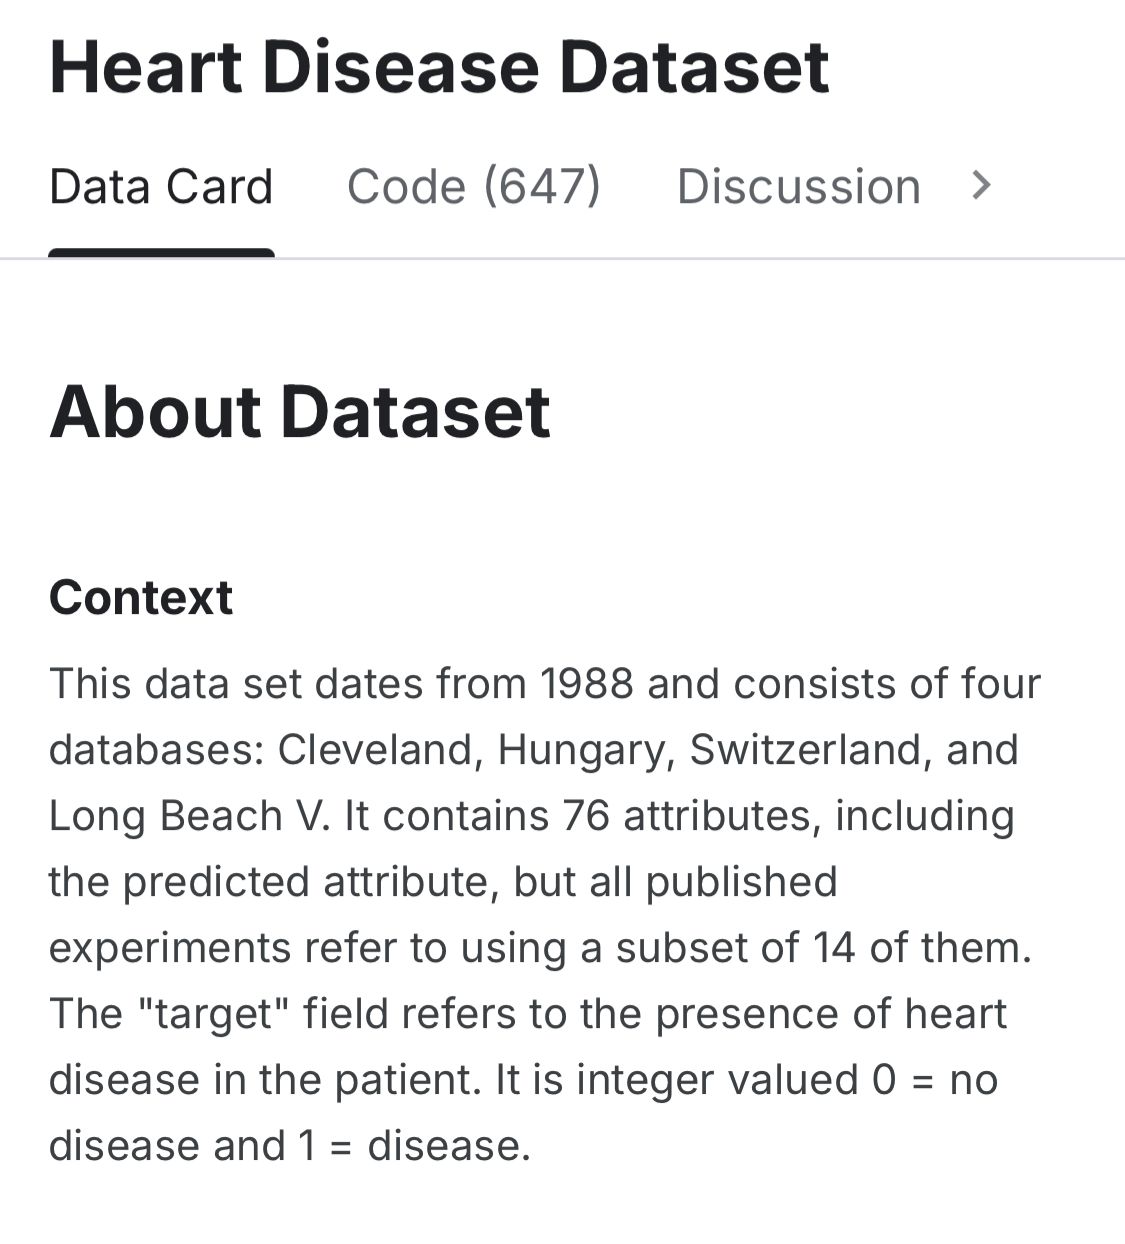 Heart Disease Dataset
Data Card Code (647) Discussion >
About Dataset
Context
This data set dates from 1988 and consists of four
databases: Cleveland, Hungary, Switzerland, and
Long Beach V. It contains 76 attributes, including
the predicted attribute, but all published
experiments refer to using a subset of 14 of them.
The "target" field refers to the presence of heart
disease in the patient. It is integer valued 0 = no
disease and 1 = disease.